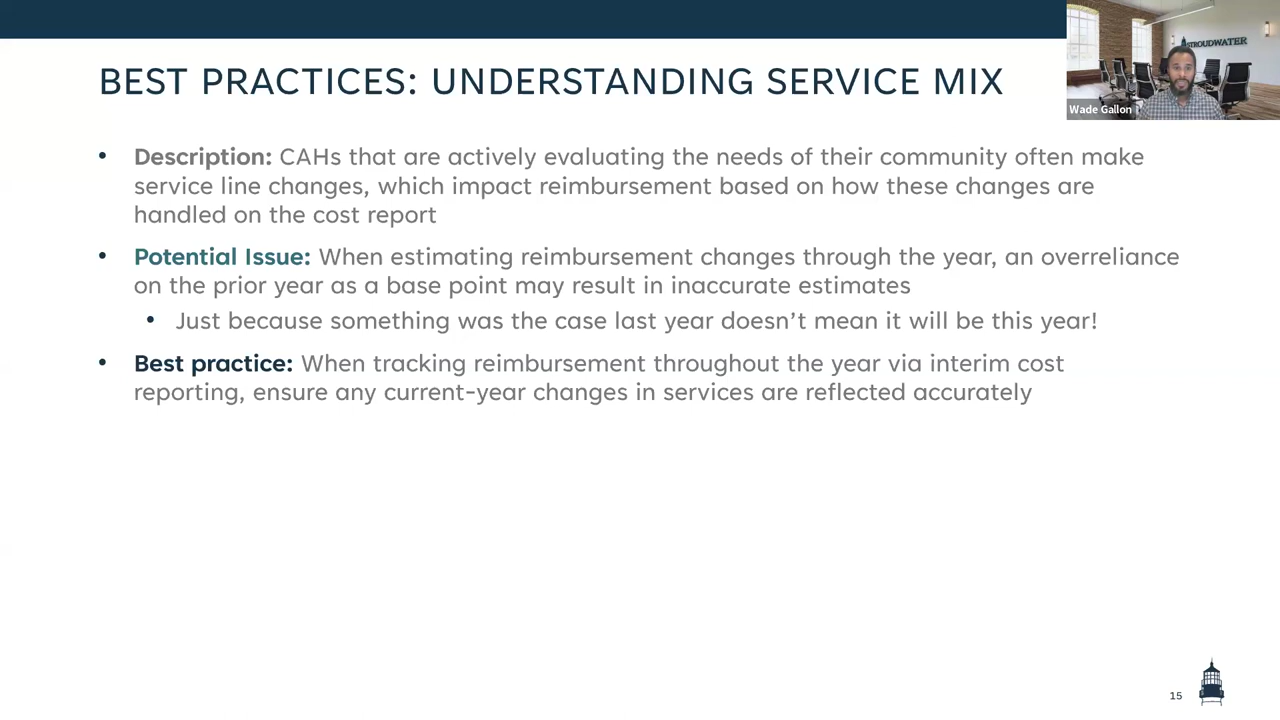 BEST PRACTICES: UNDERSTANDING SERVICE MIX
STROUDWATER
Wade Gallon
• Description: CAHs that are actively evaluating the needs of their community often make
service line changes, which impact reimbursement based on how these changes are
handled on the cost report
• Potential Issue: When estimating reimbursement changes through the year, an overreliance
on the prior year as a base point may result in inaccurate estimates
• Just because something was the case last year doesn't mean it will be this year!
• Best practice: When tracking reimbursement throughout the year via interim cost
reporting, ensure any current-year changes in services are reflected accurately
15